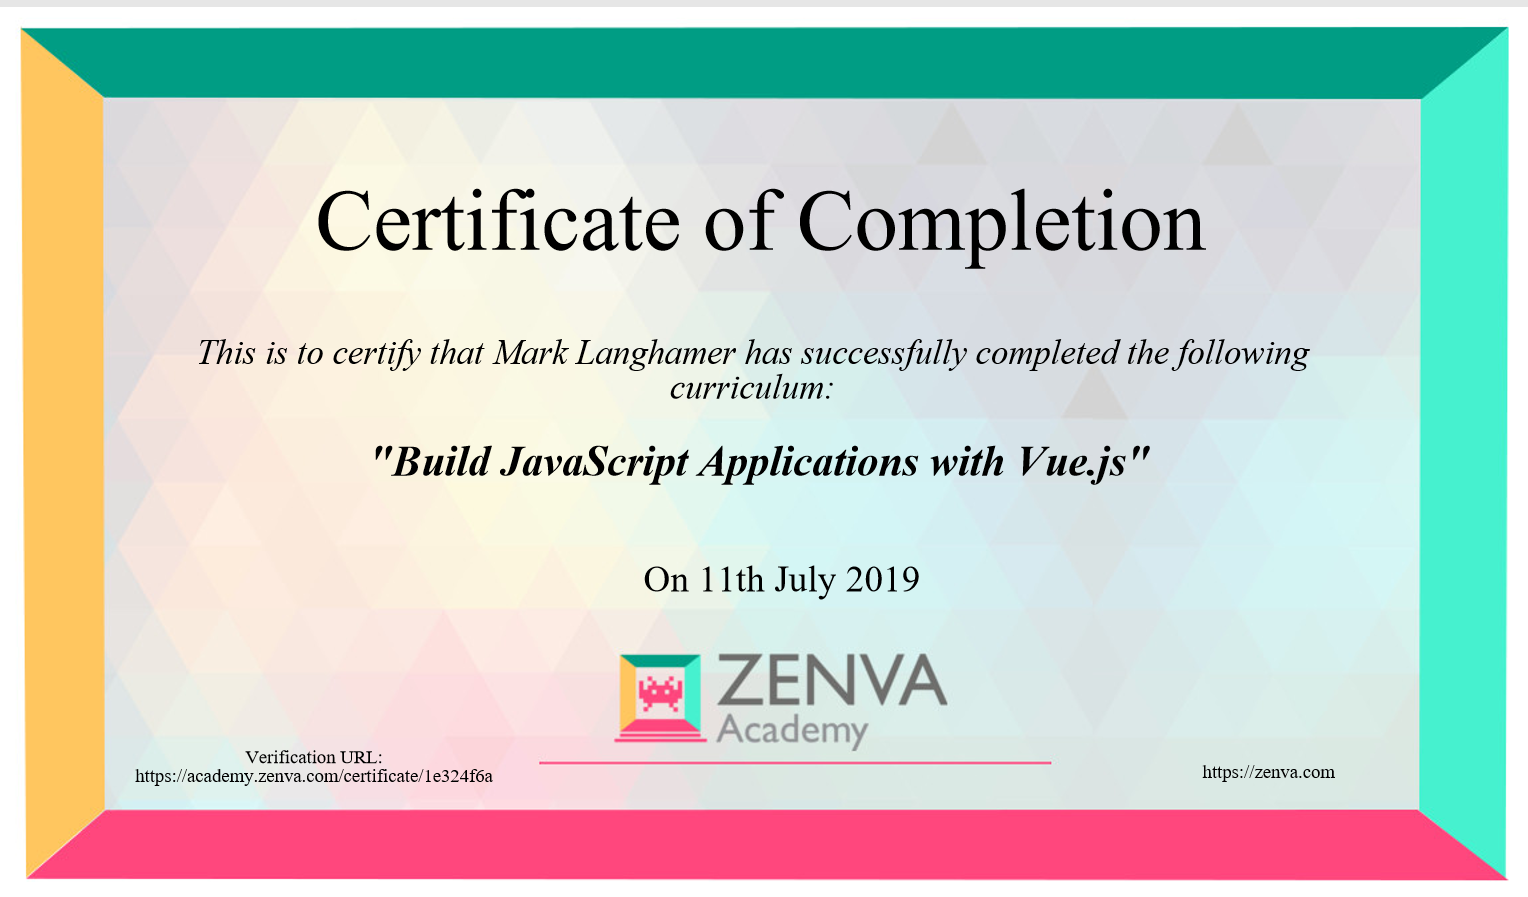 Certificate of Completion
This is to certify that Mark Langhamer has successfully completed the following
curriculum:
"Build JavaScript Applications with Vue.js"
On 11th July 2019
ZENVA
Academy
Verification URL:
https://academy.zenva.com/certificate/1e324f6a
https://zenva.com